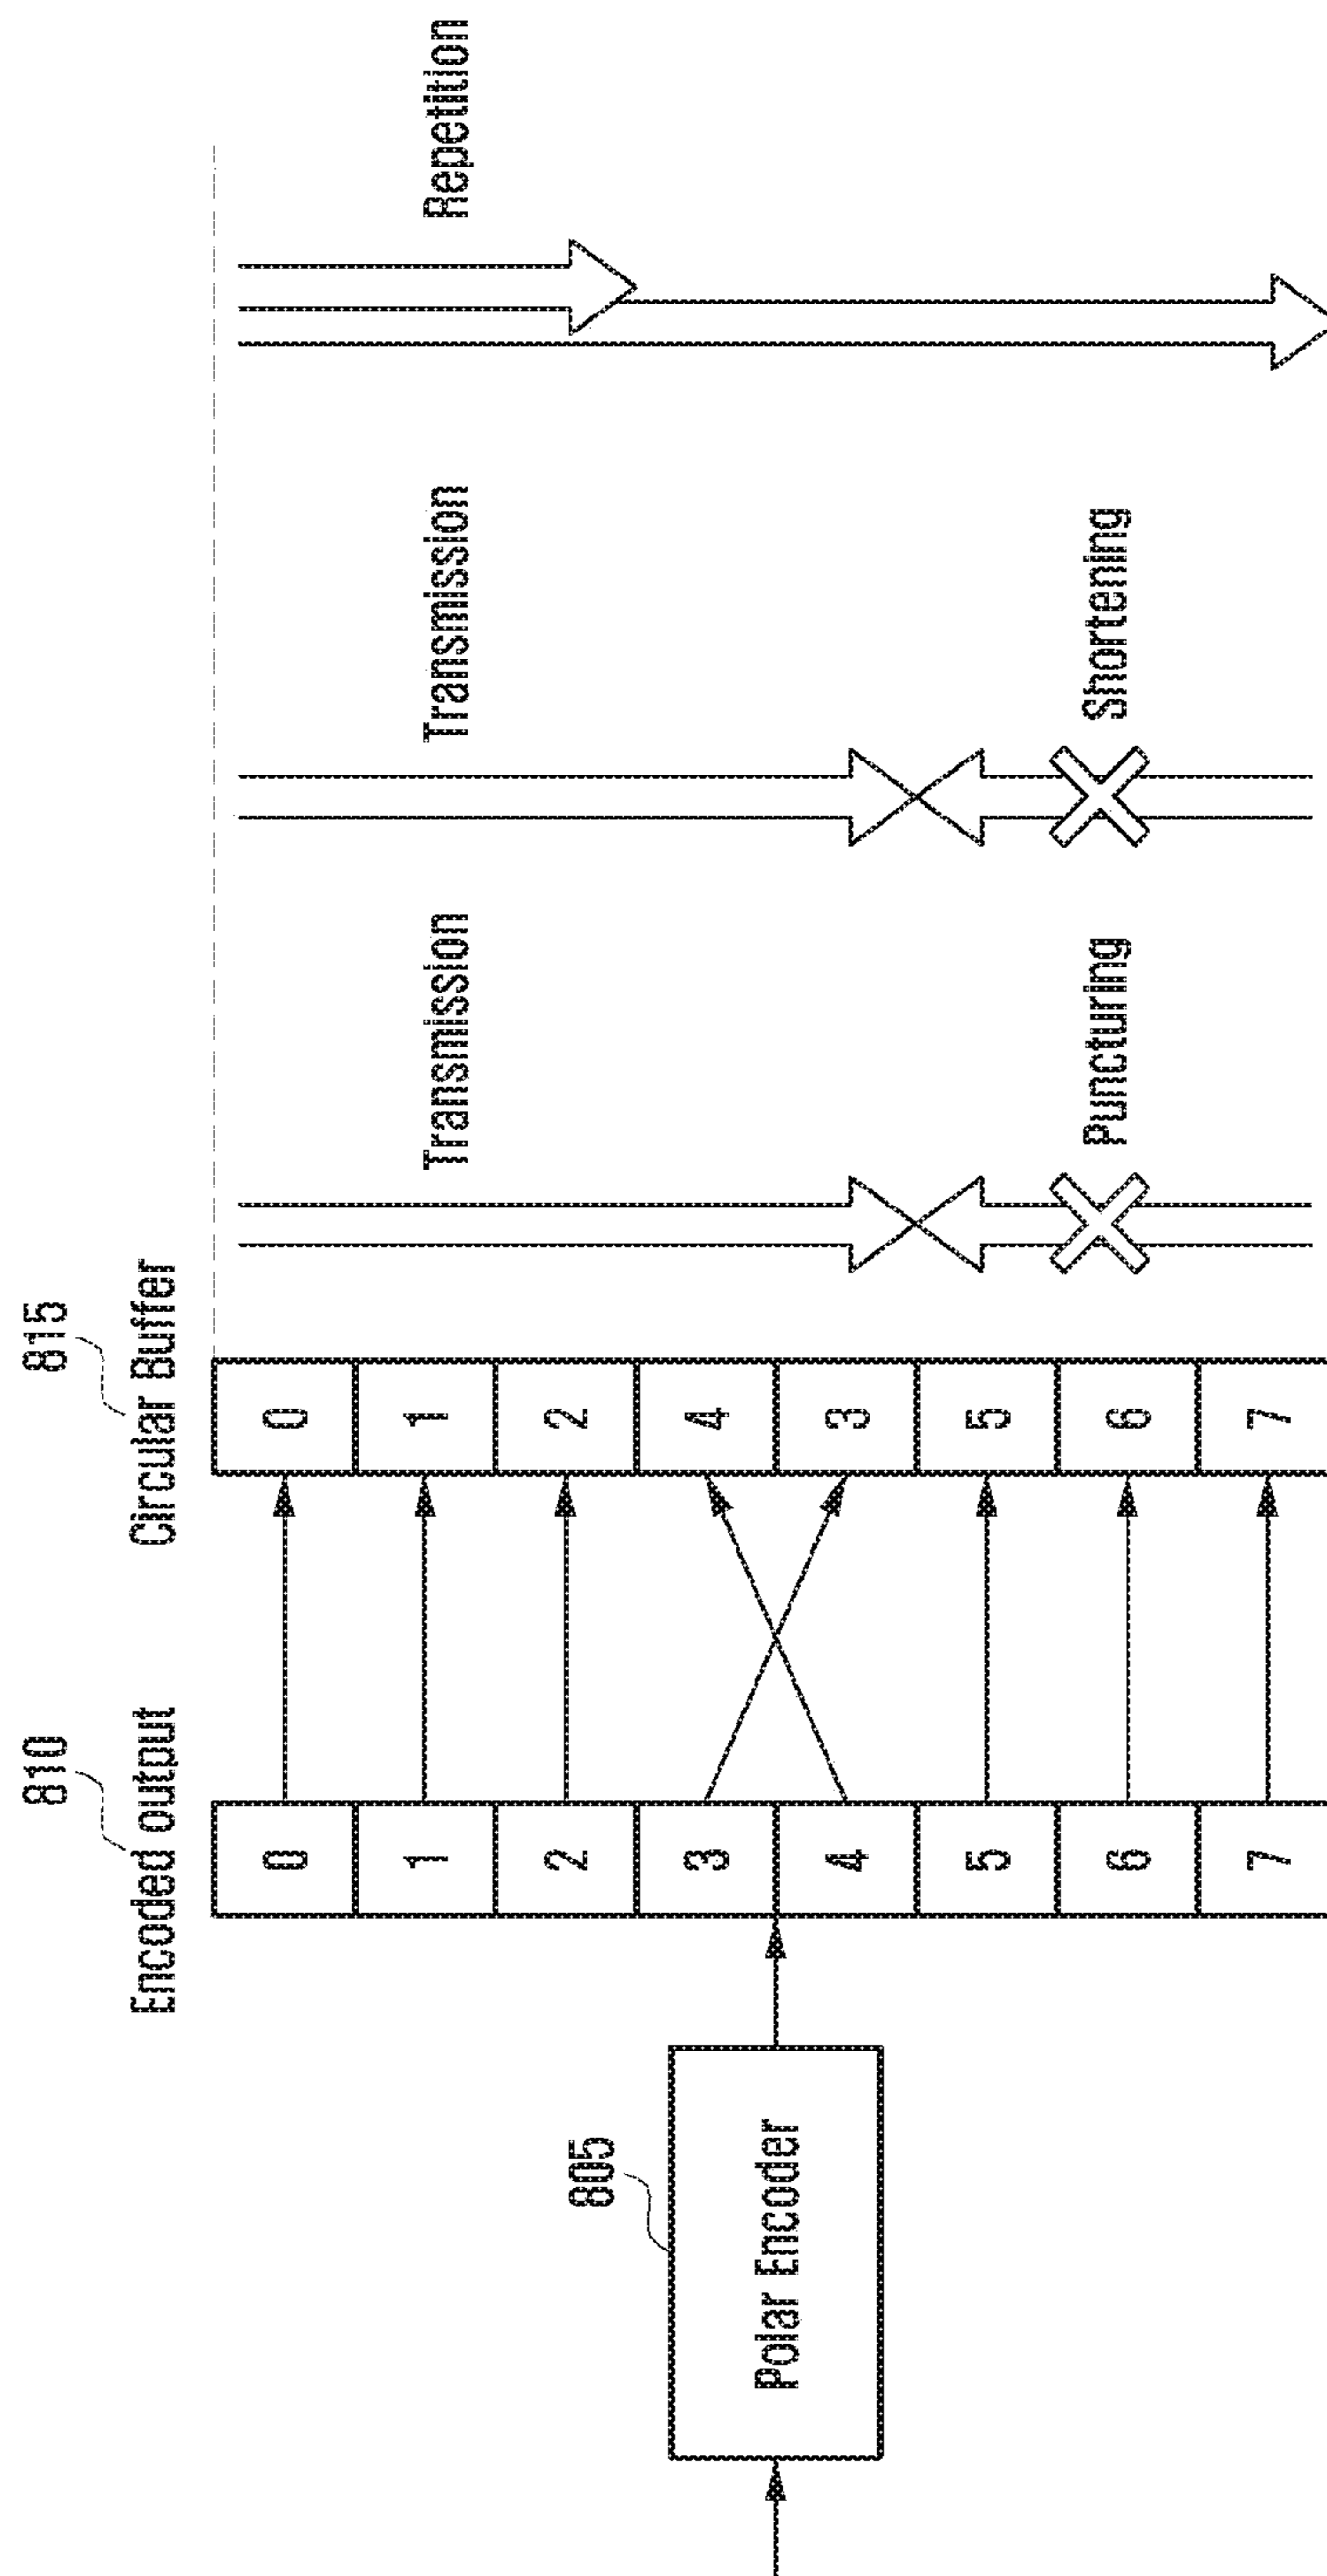 810 815
Encoded output Circular Buffer
0 0
1 1 Transmission Transmission Repetition
2 2
805
3 4
Polar Encoder
4 3
5 5
6 6 Puncturing Shortening
7 7